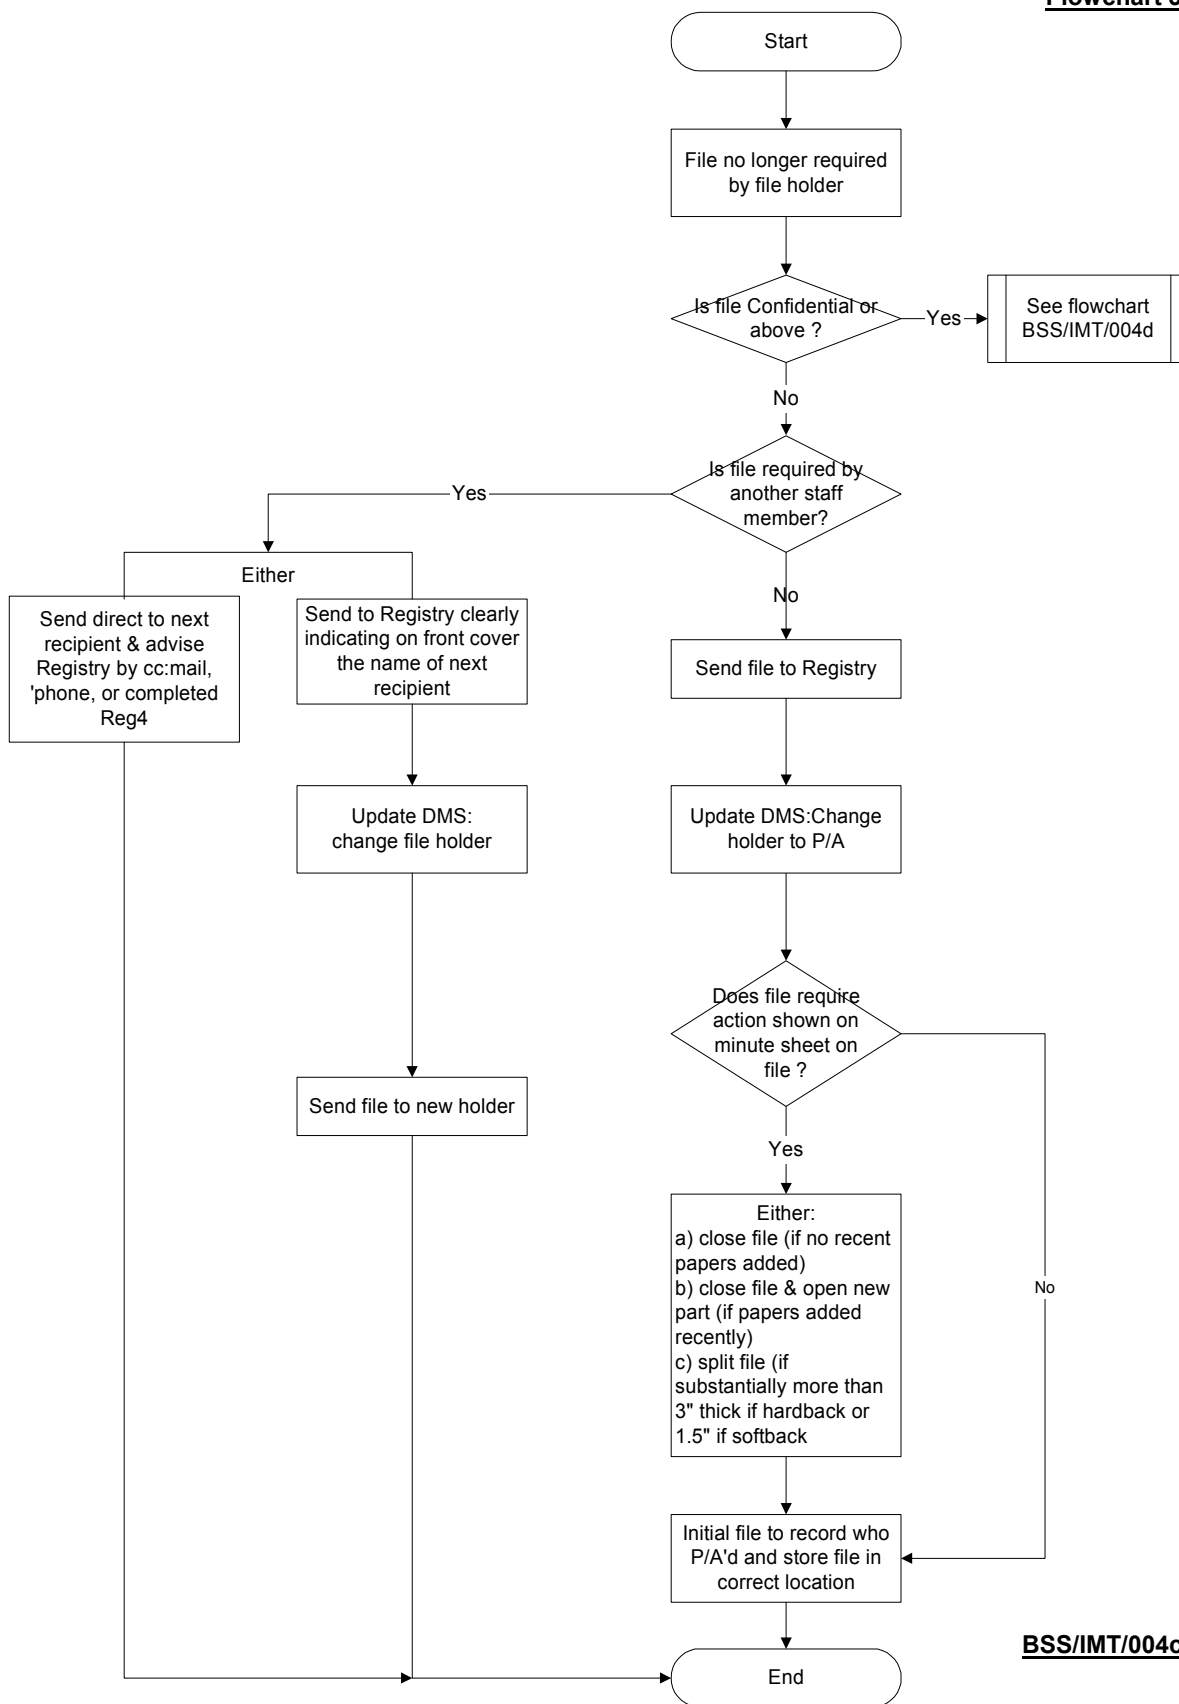 Start
File no longer required
by file holder
Is file Confidential or
above ?
Yes
See flowchart
BSS/IMT/004d
No
Is file required by
another staff
member?
Yes
Either
Send direct to next
recipient & advise
Registry by cc:mail,
'phone, or completed
Reg4
Send to Registry clearly
indicating on front cover
the name of next
recipient
No
Send file to Registry
Update DMS:
change file holder
Update DMS:Change
holder to P/A
Does file require
action shown on
minute sheet on
file ?
Send file to new holder
Yes
Either:
a) close file (if no recent
papers added)
b) close file & open new
part (if papers added
recently)
c) split file (if
substantially more than
3" thick if hardback or
1.5" if softback
No
Initial file to record who
P/A'd and store file in
correct location
BSS/IMT/004c
End